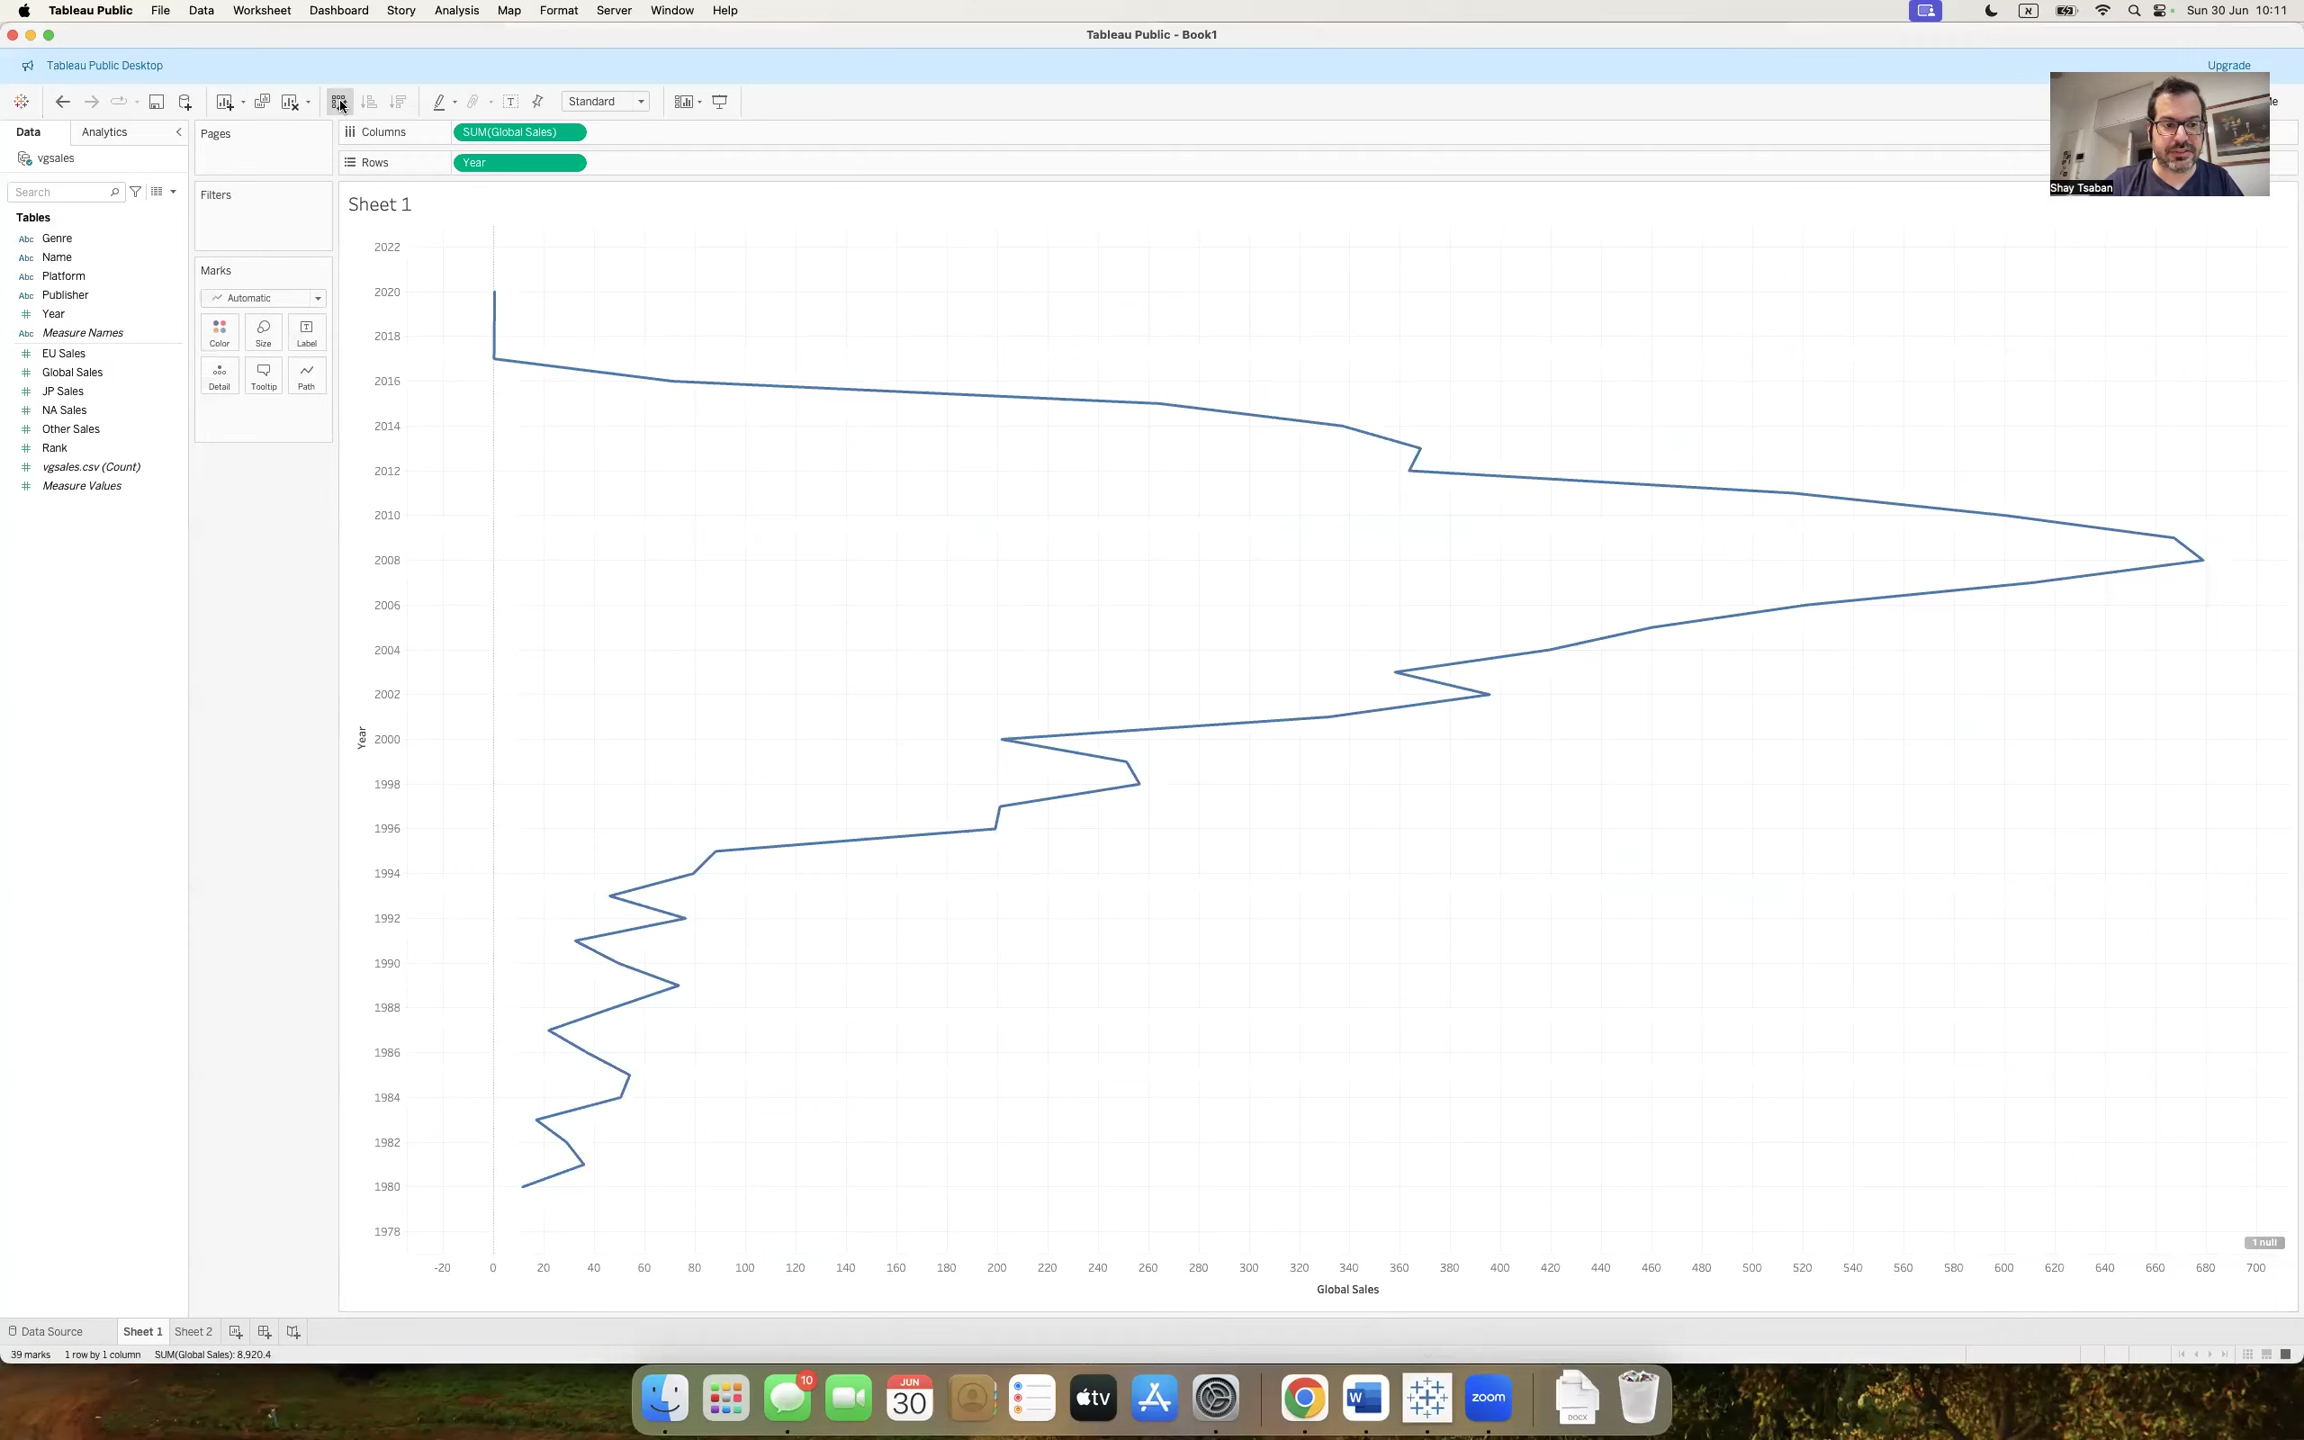 Tableau Public File Data Worksheet Dashboard Story Analysis Map Format Server Window Help
Sun 30 Jun 10:11
Tableau Public - Book1
Tableau Public Desktop
Upgrade
Standard
Data Analytics
vgsales
Search
Tables
Abc Genre
Abc Name
Abc Platform
Abc Publisher
Year
Abc Measure Names
EU Sales
Global Sales
JP Sales
NA Sales
Other Sales
Rank
vgsales.csv (Count)
Measure Values
Pages
Filters
Marks
Automatic
Color Size Label
Detail Tooltip Path
Columns SUM(Global Sales)
Rows Year
Shay Tsaban
Sheet 1
2022
2020
2018
2016
2014
2012
2010
2008
2006
2004
2002
2000
1998
1996
1994
1992
1990
1988
1986
1984
1982
1980
1978
Year
1 null
-20 0 20 40 60 80 100 120 140 160 180 200 220 240 260 280 300 320 340 360 380 400 420 440 460 480 500 520 540 560 580 600 620 640 660 680 700
Global Sales
Data Source Sheet 1 Sheet 2
39 marks 1 row by 1 column SUM(Global Sales): 8,920.4
10
JUN
30
tv
W
zoom
DOCX